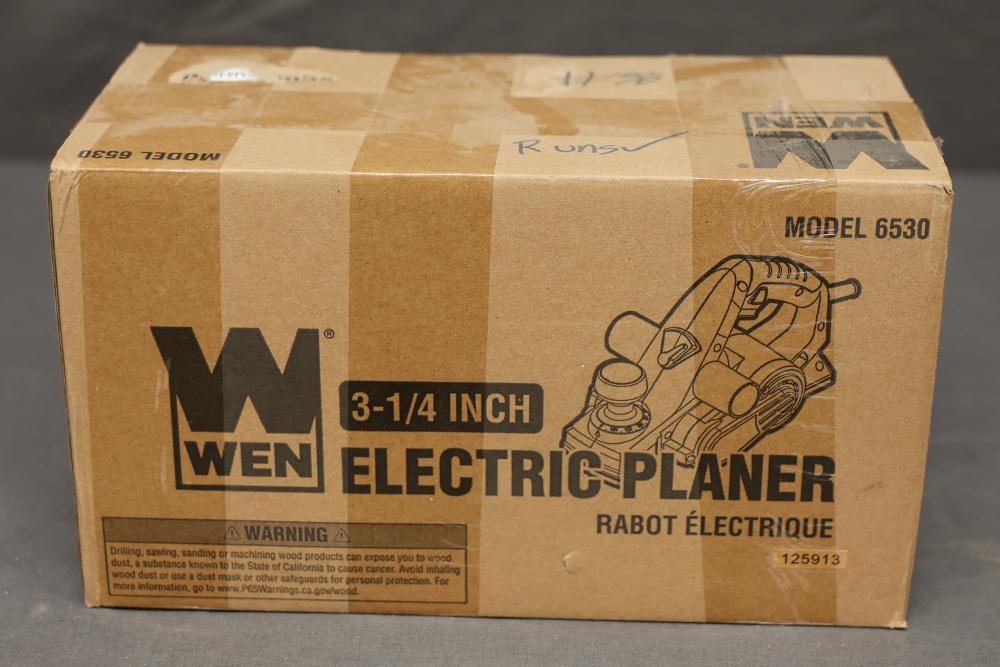 MODEL 6530
R unsv
WEN
®
MODEL 6530
®
WEN
3-1/4 INCH
ELECTRIC PLANER
RABOT ÉLECTRIQUE
125913
WARNING
Drilling, sawing, sanding or machining wood products can expose you to wood
dust, a substance known to the State of California to cause cancer. Avoid inhaling
wood dust or use a dust mask or other safeguards for personal protection. For
more information, go to www.P65Warnings.ca.gov/wood.